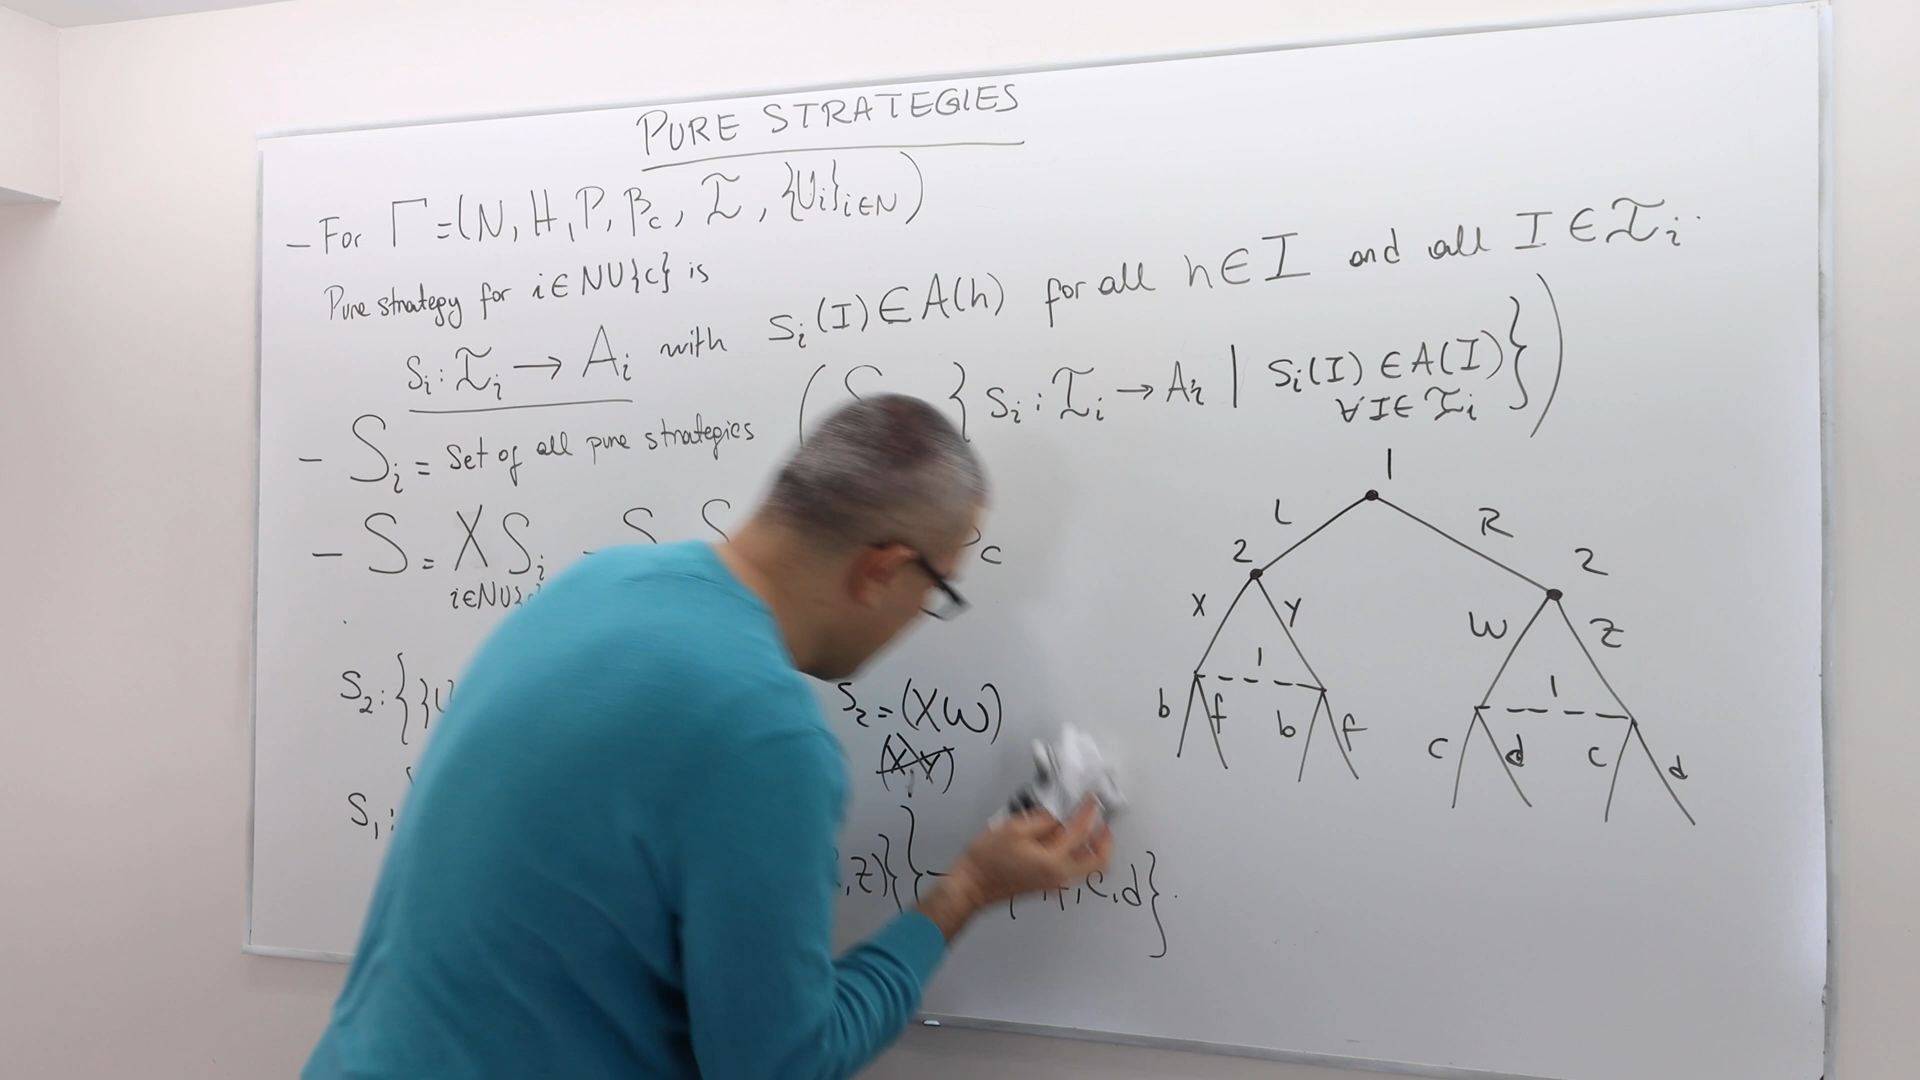 PURE STRATEGIES
– For Γ=(N, H, P, β_c, 𝓘, {U_i}_{i∈N})
Pure strategy for i∈N∪{c} is
s_i : 𝓘_i → A_i with s_i(I)∈A(h) for all h∈I and all I∈𝓘_i.
– S_i = Set of all pure strategies ( { s_i : 𝓘_i → A_i | s_i(I)∈A(I) } )
∀I∈𝓘_i
– S = X S_i
i∈N∪{
S_2 : {
S_2 = (XW)
S_1 :
,Z)}}
,d}.
1
L R
2 2
X Y W Z
1 1
b f b f c d c d